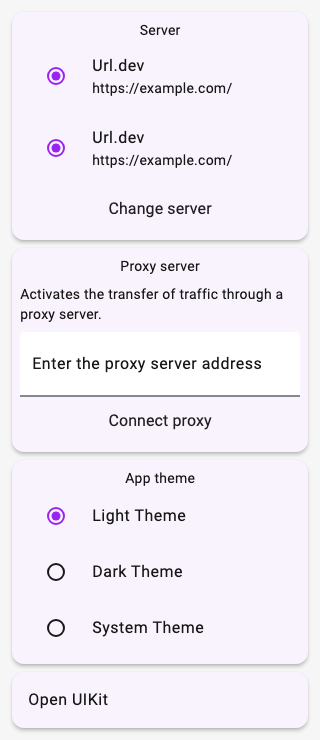 Server
Url.dev
https://example.com/
Url.dev
https://example.com/
Change server
Proxy server
Activates the transfer of traffic through a
proxy server.
Enter the proxy server address
Connect proxy
App theme
Light Theme
Dark Theme
System Theme
Open UIKit